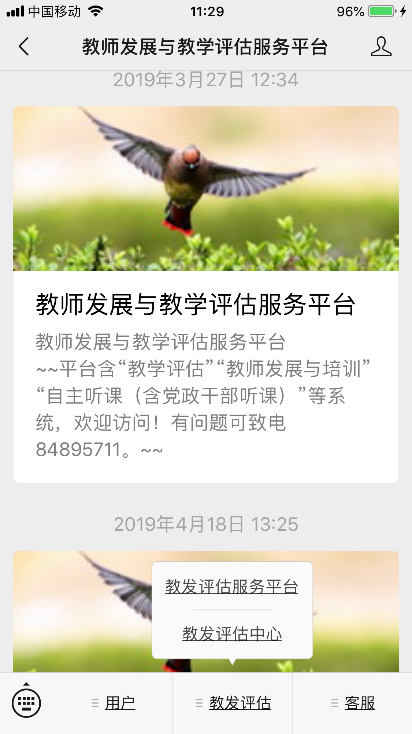 中国移动
11:29
96%
教师发展与教学评估服务平台
2019年3月27日 12:34
教师发展与教学评估服务平台
教师发展与教学评估服务平台
~~平台含“教学评估”“教师发展与培训”
“自主听课（含党政干部听课）”等系
统，欢迎访问！有问题可致电
84895711。~~
2019年4月18日 13:25
教发评估服务平台
教发评估中心
用户
教发评估
客服